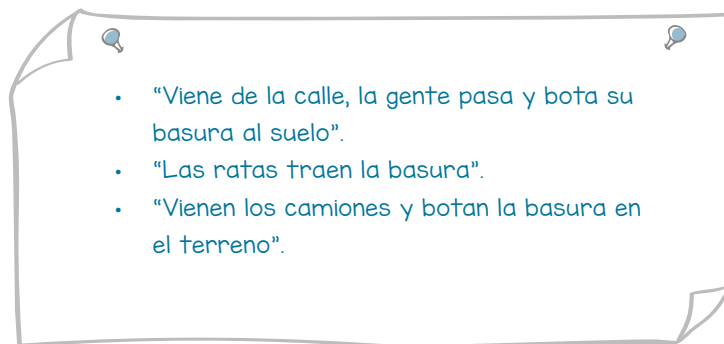 • “Viene de la calle, la gente pasa y bota su
basura al suelo”.
• “Las ratas traen la basura”.
• “Vienen los camiones y botan la basura en
el terreno”.